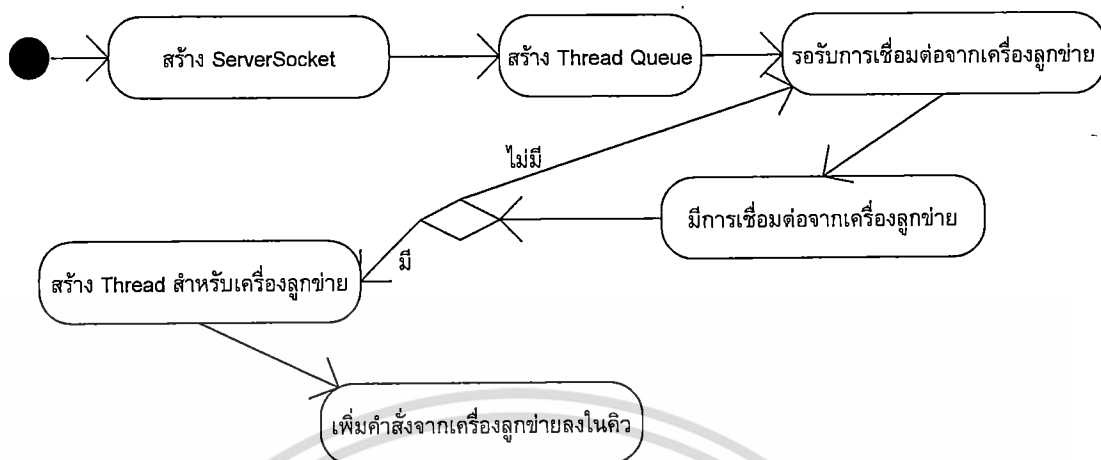 สร้าง ServerSocket
สร้าง Thread Queue
รอรับการเชื่อมต่อจากเครื่องลูกข่าย
ไม่มี
มีการเชื่อมต่อจากเครื่องลูกข่าย
มี
สร้าง Thread สำหรับเครื่องลูกข่าย
เพิ่มคำสั่งจากเครื่องลูกข่ายลงในคิว